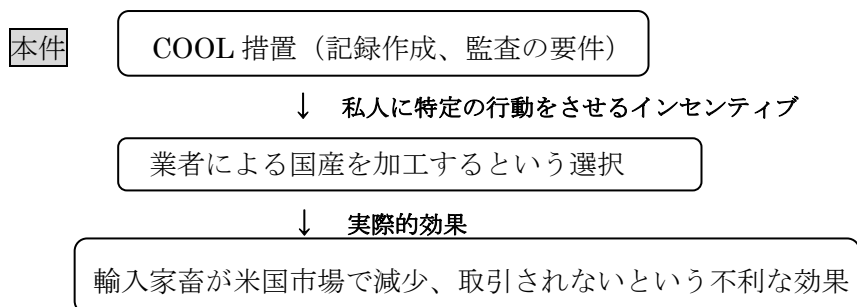 本件
COOL 措置（記録作成、監査の要件）
↓ 私人に特定の行動をさせるインセンティブ
業者による国産を加工するという選択
↓ 実際的効果
輸入家畜が米国市場で減少、取引されないという不利な効果